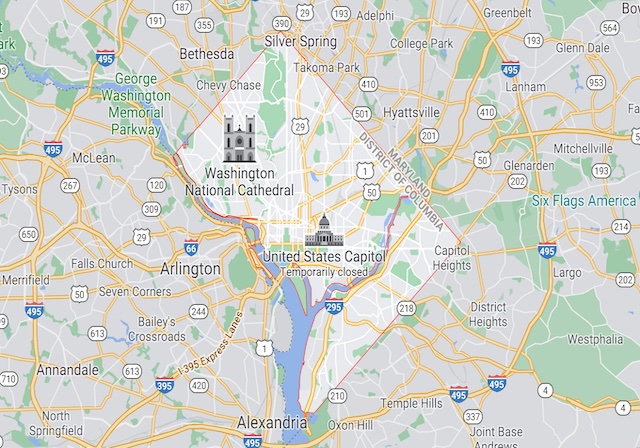 187
355
29
193
Adelphi
Greenbelt
191
390
Silver Spring
564
Bethesda
College Park
Glenn Dale
495
Takoma Park
495
953
George
Washington
Memorial
Parkway
Chevy Chase
410
Lanham
410
29
501
Hyattsville
201
495
McLean
Washington
National Cathedral
MARYLAND
DISTRICT OF COLUMBIA
50
Mitchellville
Glenarden
193
Tysons
267
120
1
50
202
309
Six Flags America
650
29
66
United States Capitol
Temporarily closed
495
214
Falls Church
Arlington
Capitol
Heights
Merrifield
50
Seven Corners
Largo
495
244
295
218
District
Heights
Bailey's
Crossroads
613
613
I-395 Express Lanes
1
Westphalia
710
Annandale
395
420
210
Temple Hills
495
495
4
4
North
Springfield
Alexandria
495
Oxon Hill
337
Joint Base
Andrews